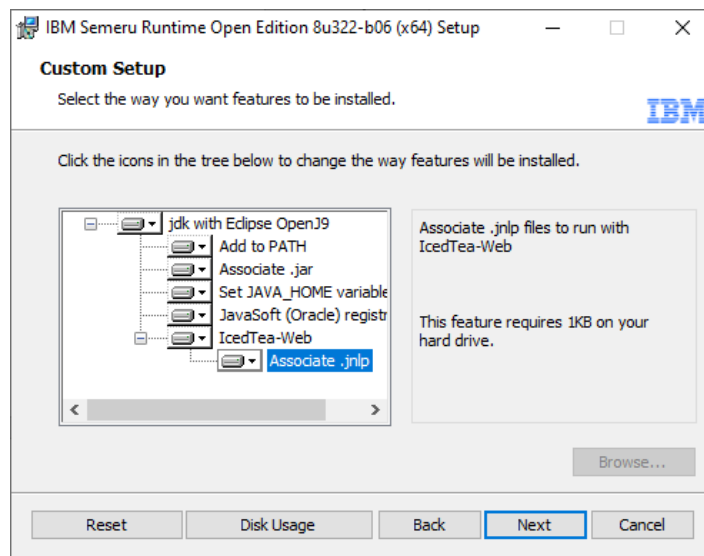 IBM Semeru Runtime Open Edition 8u322-b06 (x64) Setup
Custom Setup
Select the way you want features to be installed.
IBM
Click the icons in the tree below to change the way features will be installed.
jdk with Eclipse OpenJ9
Add to PATH
Associate .jar
Set JAVA_HOME variable
JavaSoft (Oracle) registr
IcedTea-Web
Associate .jnlp
Associate .jnlp files to run with
IcedTea-Web
This feature requires 1KB on your
hard drive.
Browse...
Reset
Disk Usage
Back
Next
Cancel